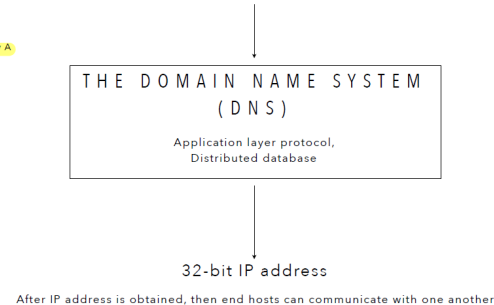 A
THE DOMAIN NAME SYSTEM
(DNS)
Application layer protocol,
Distributed database
32-bit IP address
After IP address is obtained, then end hosts can communicate with one another